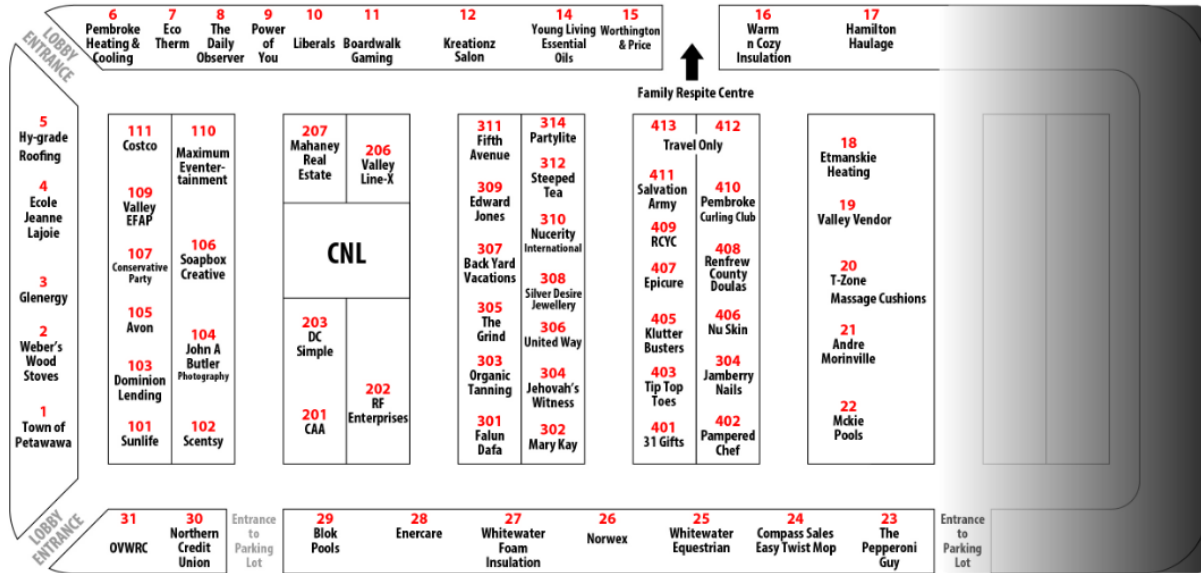 6
Pembroke
Heating &
Cooling
7
Eco
Therm
8
The
Daily
Observer
9
Power
of
You
10
Liberals
11
Boardwalk
Gaming
12
Kreationz
Salon
14
Young Living
Essential
Oils
15
Worthington
& Price
16
Warm
n Cozy
Insulation
17
Hamilton
Haulage
LOBBY
ENTRANCE
Family Respite Centre
5
Hy-grade
Roofing
4
Ecole
Jeanne
Lajoie
3
Glenergy
2
Weber's
Wood
Stoves
1
Town of
Petawawa
111
Costco
109
Valley
EFAP
107
Conservative
Party
105
Avon
103
Dominion
Lending
101
Sunlife
110
Maximum
Eventer-
tainment
106
Soapbox
Creative
104
John A
Butler
Photography
102
Scentsy
207
Mahaney
Real
Estate
206
Valley
Line-X
CNL
203
DC
Simple
201
CAA
202
RF
Enterprises
311
Fifth
Avenue
309
Edward
Jones
307
Back Yard
Vacations
305
The
Grind
303
Organic
Tanning
301
Falun
Dafa
314
Partylite
312
Steeped
Tea
310
Nucerity
International
308
Silver Desire
Jewellery
306
United Way
304
Jehovah's
Witness
302
Mary Kay
413 412
Travel Only
411
Salvation
Army
409
RCYC
407
Epicure
405
Klutter
Busters
403
Tip Top
Toes
401
31 Gifts
410
Pembroke
Curling Club
408
Renfrew
County
Doulas
406
Nu Skin
304
Jamberry
Nails
402
Pampered
Chef
18
Etmanskie
Heating
19
Valley Vendor
20
T-Zone
Massage Cushions
21
Andre
Morinville
22
Mckie
Pools
LOBBY
ENTRANCE
31
OVWRC
30
Northern
Credit
Union
Entrance
to
Parking
Lot
29
Blok
Pools
28
Enercare
27
Whitewater
Foam
Insulation
26
Norwex
25
Whitewater
Equestrian
24
Compass Sales
Easy Twist Mop
23
The
Pepperoni
Guy
Entrance
to
Parking
Lot